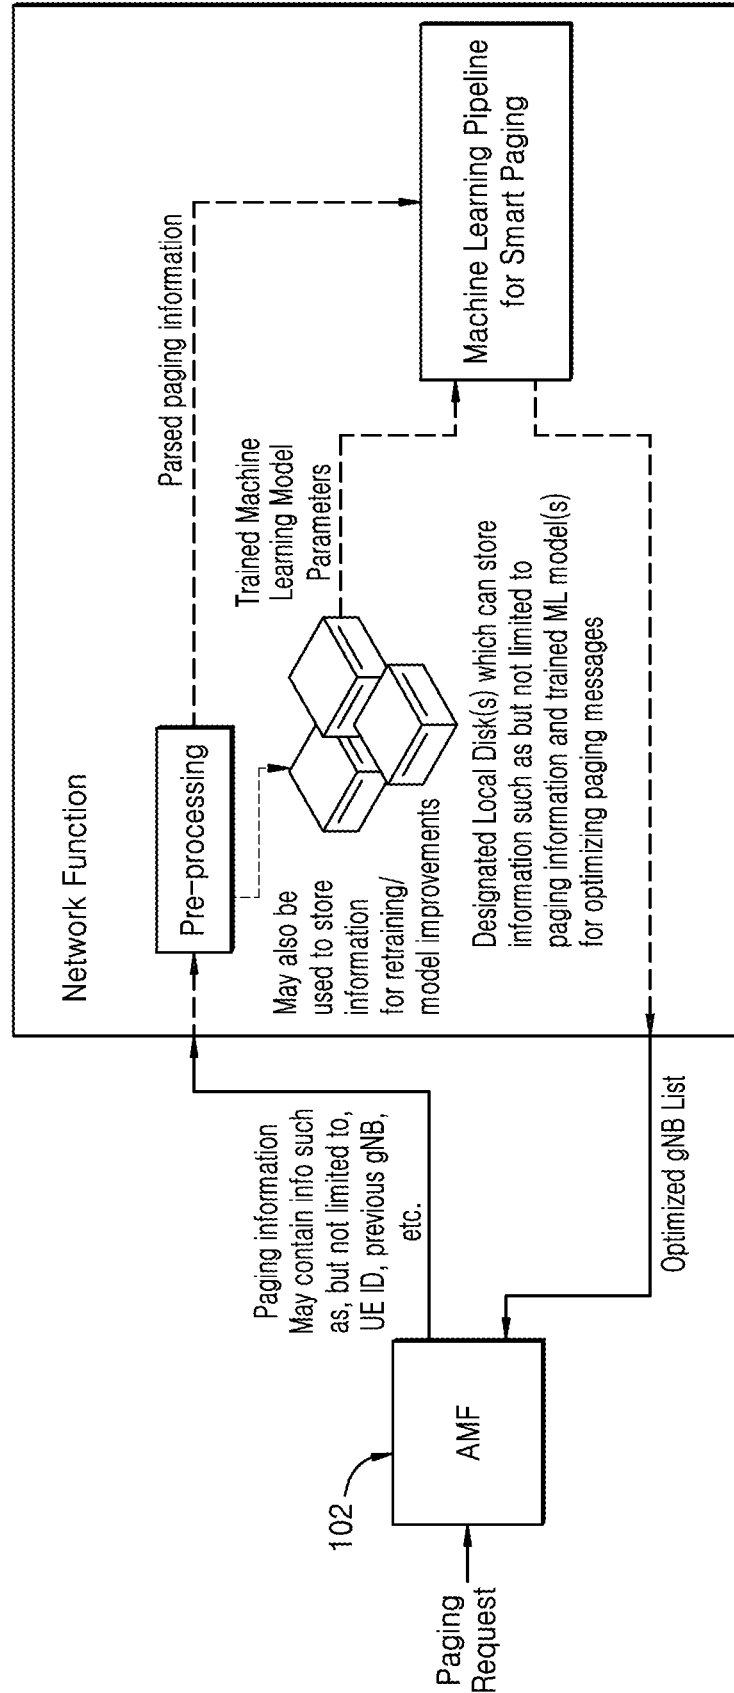 Paging
Request
102
AMF
Paging information
May contain info such
as, but not limited to,
UE ID, previous gNB,
etc.
Optimized gNB List
Network Function
Pre-processing
Parsed paging information
May also be
used to store
information
for retraining/
model improvements
Trained Machine
Learning Model
Parameters
Designated Local Disk(s) which can store
information such as but not limited to
paging information and trained ML model(s)
for optimizing paging messages
Machine Learning Pipeline
for Smart Paging